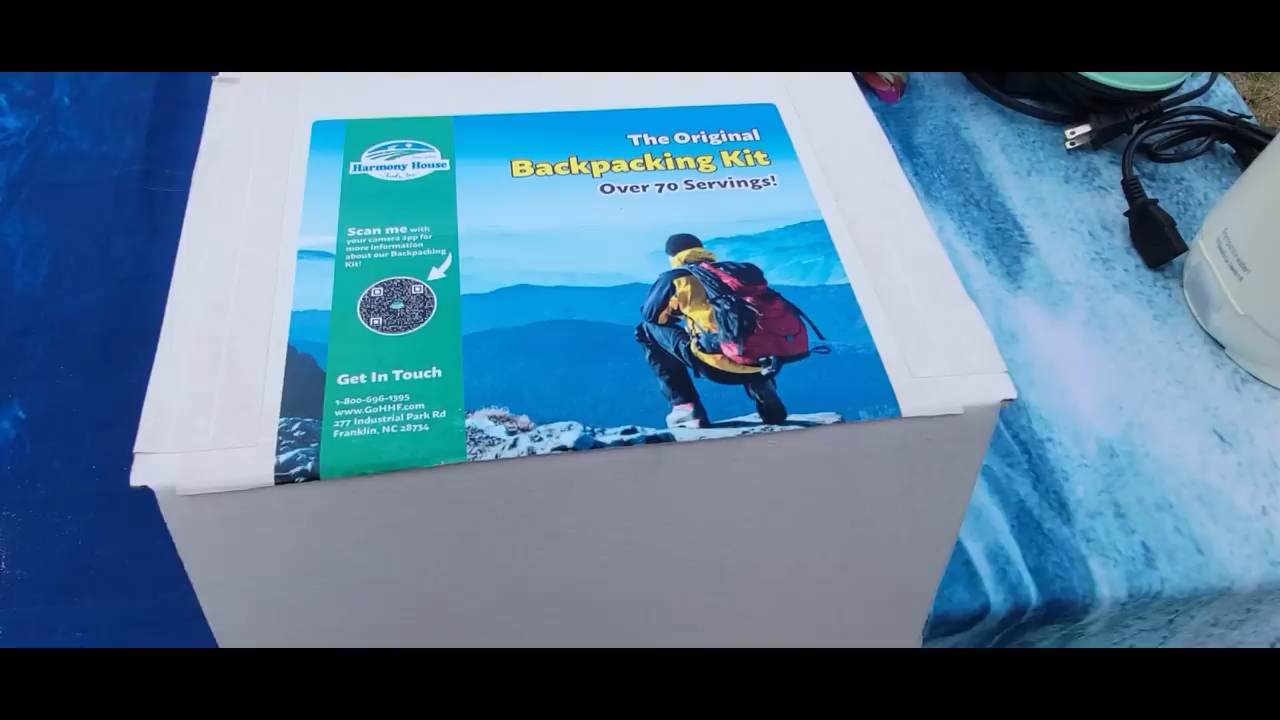 Harmony House
Foods, Inc.
The Original
Backpacking Kit
Over 70 Servings!
Scan me with
your camera app for
more information
about our Backpacking
Kit!
Get In Touch
1-800-696-1395
www.GoHHF.com
277 Industrial Park Rd
Franklin, NC 28734